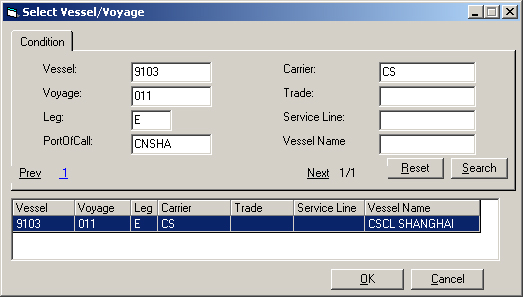 Select Vessel/Voyage
Condition
Vessel: 9103 Carrier: CS
Voyage: 011 Trade:
Leg: E Service Line:
PortOfCall: CNSHA Vessel Name
Prev 1 Next 1/1 Reset Search
Vessel Voyage Leg Carrier Trade Service Line Vessel Name
9103 011 E CS CSCL SHANGHAI
OK Cancel